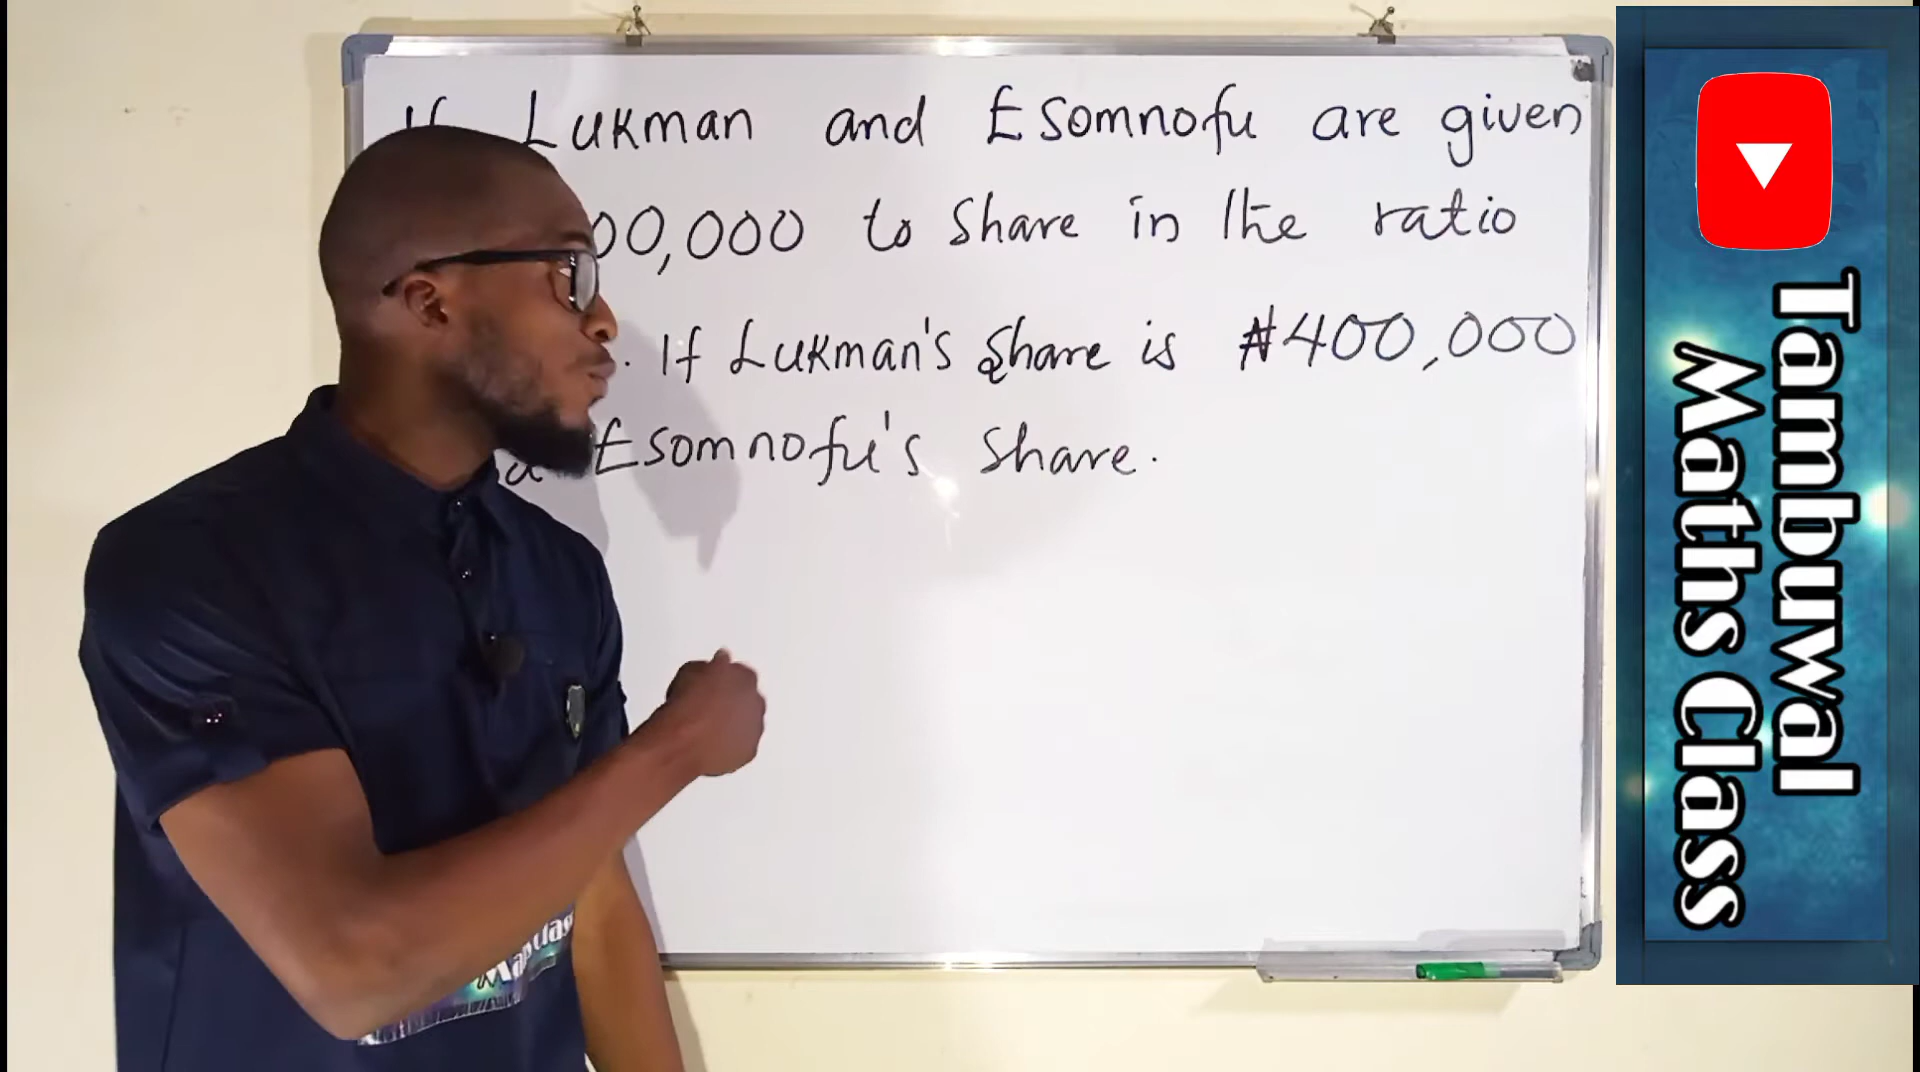 If Lukman and Esomnofu are given
00,000 to share in the ratio
. If Lukman's share is ₦400,000
Esomnofu's share.
Tambuwal
Maths Class